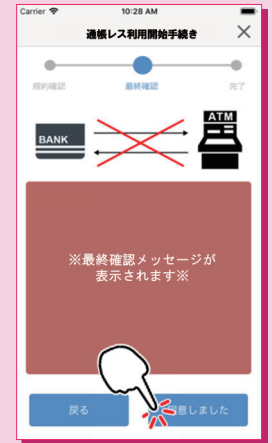 Carrier 10:28 AM
通帳レス利用開始手続き
規約確認 最終確認 完了
BANK
ATM
※最終確認メッセージが
表示されます※
戻る
意しました